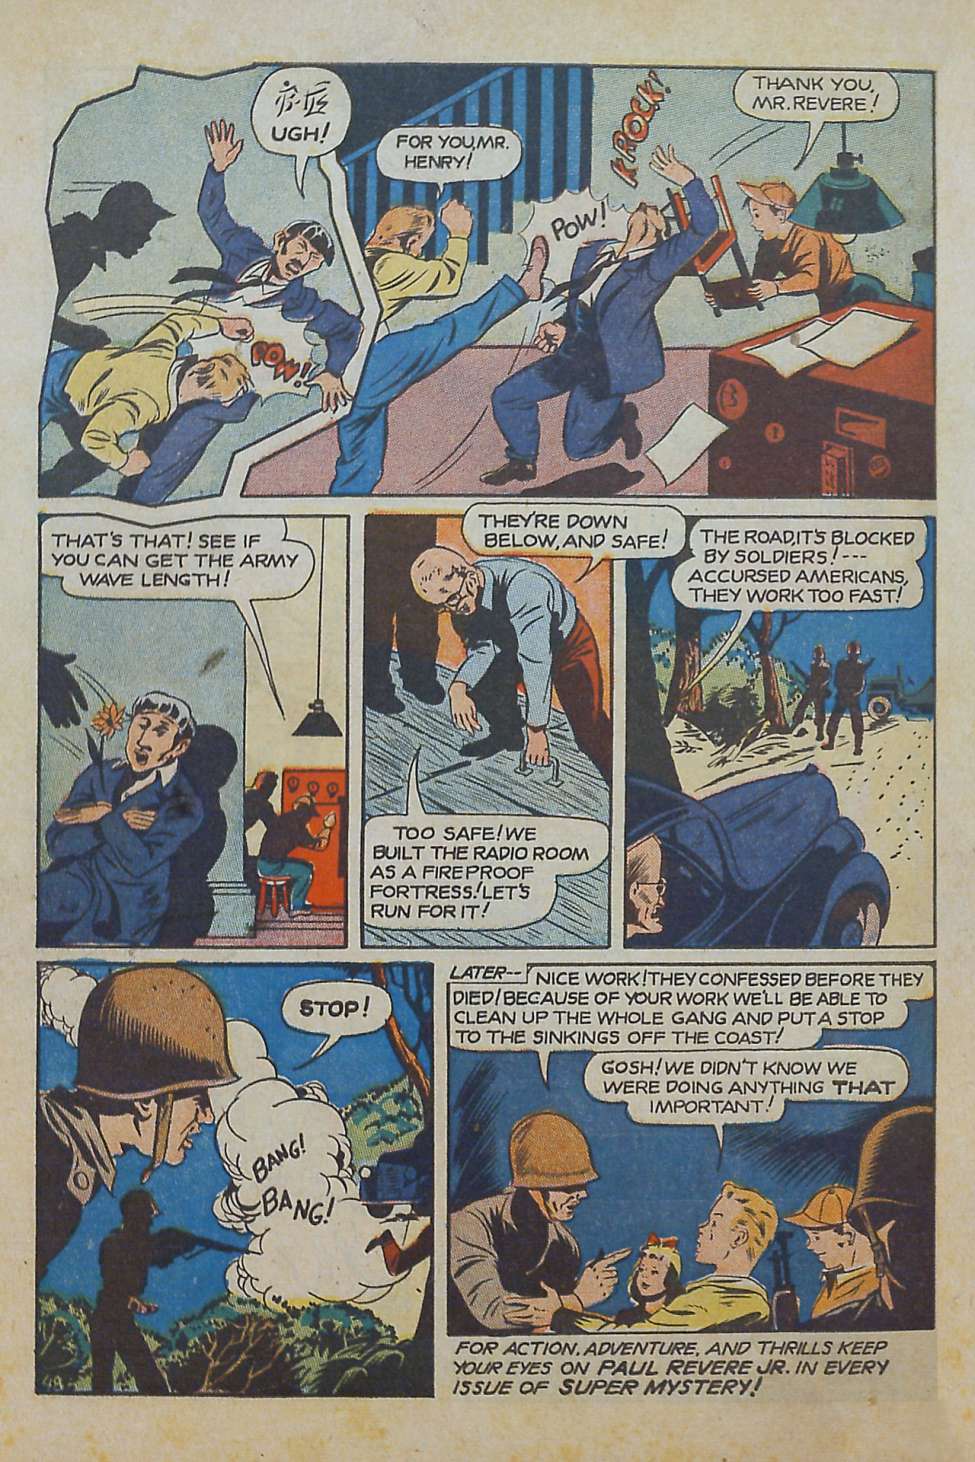 UGH!
FOR YOU, MR.
HENRY!
POW!
POW!
KROCK!
THANK YOU,
MR. REVERE!
THAT'S THAT! SEE IF
YOU CAN GET THE ARMY
WAVE LENGTH!
THEY'RE DOWN
BELOW, AND SAFE!
TOO SAFE! WE
BUILT THE RADIO ROOM
AS A FIREPROOF
FORTRESS! LET'S
RUN FOR IT!
THE ROAD, IT'S BLOCKED
BY SOLDIERS!---
ACCURSED AMERICANS,
THEY WORK TOO FAST!
STOP!
BANG!
BANG!
48
LATER--
NICE WORK! THEY CONFESSED BEFORE THEY
DIED! BECAUSE OF YOUR WORK WE'LL BE ABLE TO
CLEAN UP THE WHOLE GANG AND PUT A STOP
TO THE SINKINGS OFF THE COAST!
GOSH! WE DIDN'T KNOW WE
WERE DOING ANYTHING THAT
IMPORTANT!
FOR ACTION, ADVENTURE, AND THRILLS KEEP
YOUR EYES ON PAUL REVERE JR. IN EVERY
ISSUE OF SUPER MYSTERY!